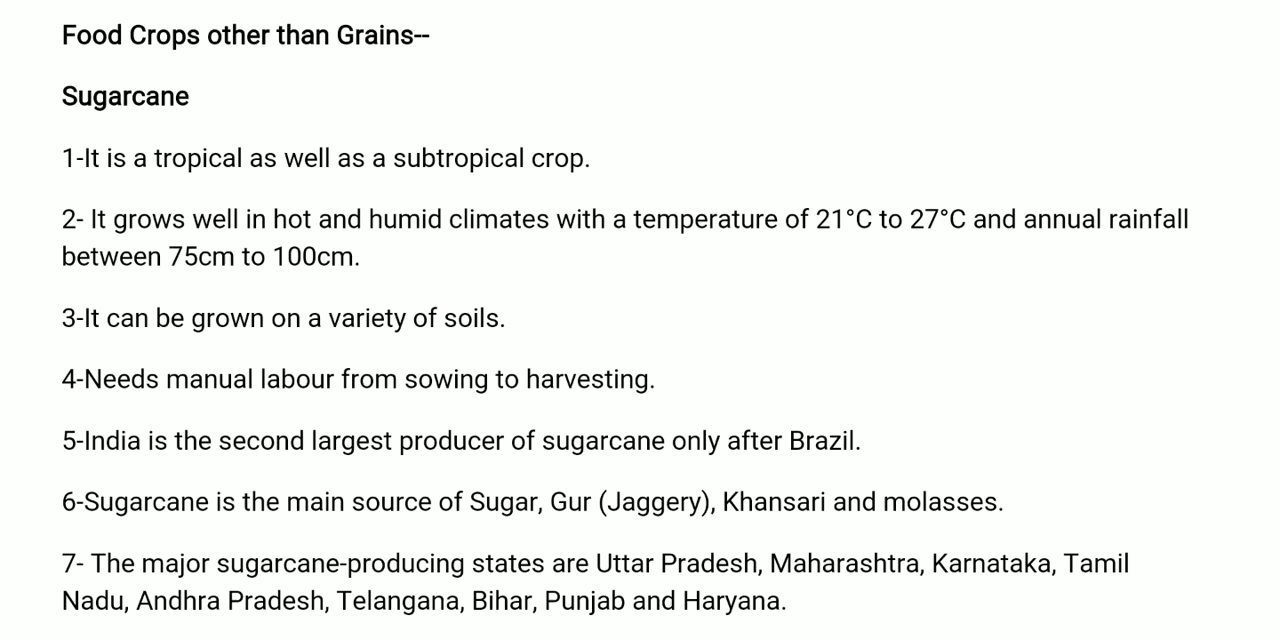 Food Crops other than Grains--
Sugarcane
1-It is a tropical as well as a subtropical crop.
2- It grows well in hot and humid climates with a temperature of 21°C to 27°C and annual rainfall
between 75cm to 100cm.
3-It can be grown on a variety of soils.
4-Needs manual labour from sowing to harvesting.
5-India is the second largest producer of sugarcane only after Brazil.
6-Sugarcane is the main source of Sugar, Gur (Jaggery), Khansari and molasses.
7- The major sugarcane-producing states are Uttar Pradesh, Maharashtra, Karnataka, Tamil
Nadu, Andhra Pradesh, Telangana, Bihar, Punjab and Haryana.